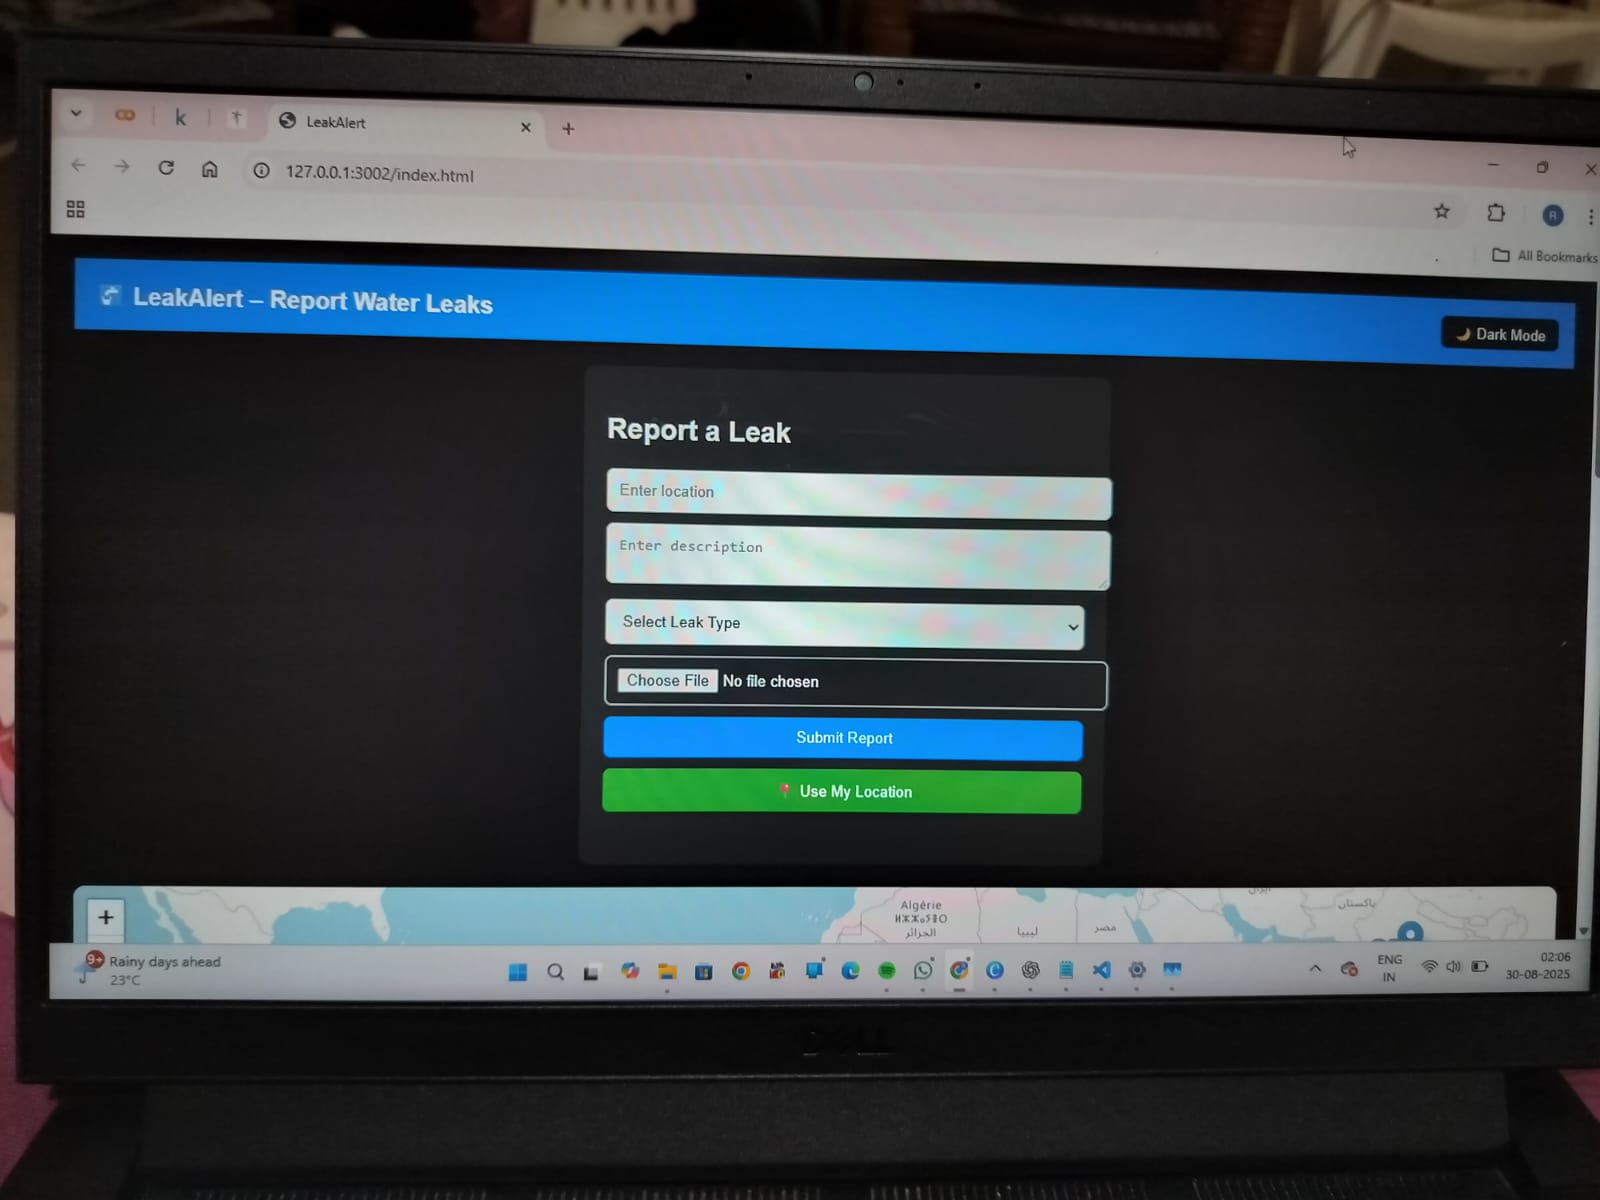 k
LeakAlert
127.0.0.1:3002/index.html
R
All Bookmarks
LeakAlert – Report Water Leaks
Dark Mode
Report a Leak
Enter location
Enter description
Select Leak Type
Choose File No file chosen
Submit Report
Use My Location
+
Algérie
ⵍⵣⵣⴰⵢⴻⵔ
الجزائر
ليبيا
مصر
ایران
پاکستان
9+
Rainy days ahead
23°C
ENG
IN
02:06
30-08-2025
DELL